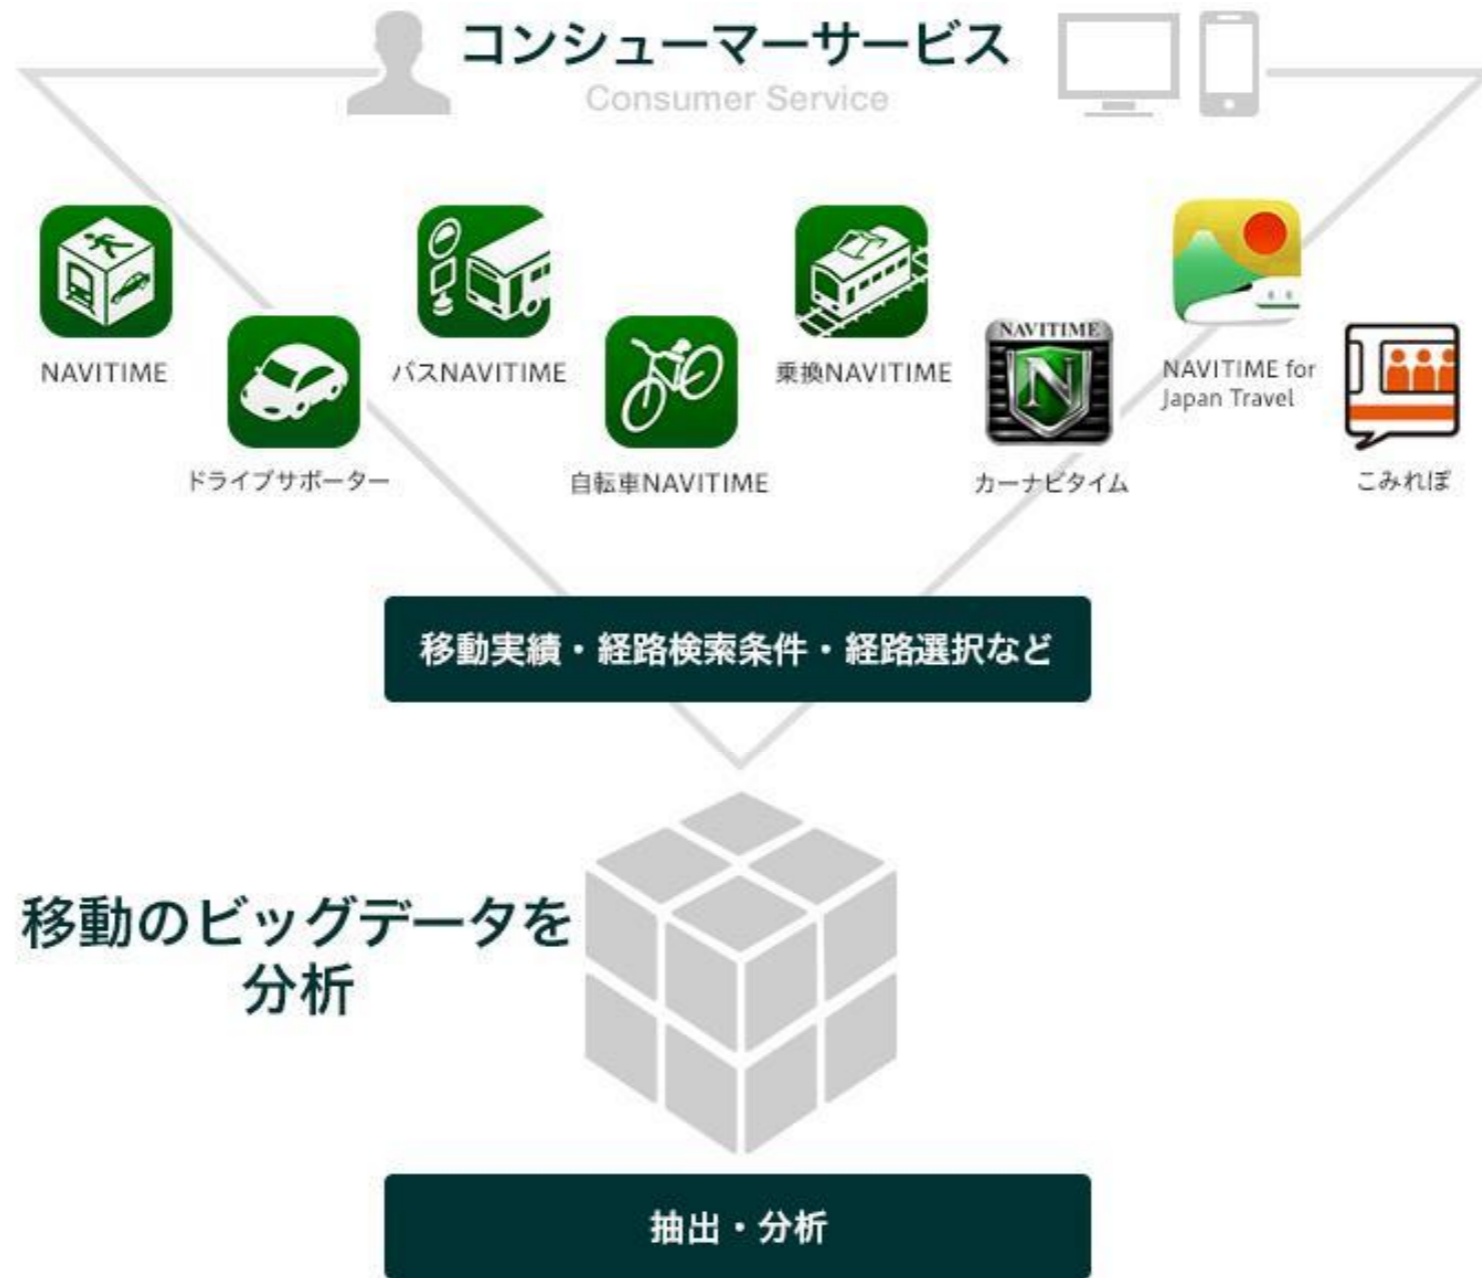 コンシューマーサービス
Consumer Service
NAVITIME
バスNAVITIME
乗換NAVITIME
NAVITIME
NAVITIME for
Japan Travel
N
ドライブサポーター
自転車NAVITIME
カーナビタイム
こみれぽ
移動実績・経路検索条件・経路選択など
移動のビッグデータを
分析
抽出・分析